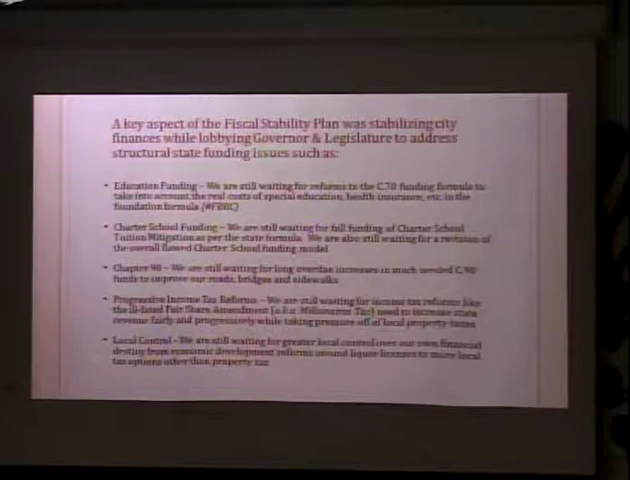 A key aspect of the Fiscal Stability Plan was stabilizing city
finances while lobbying Governor & Legislature to address
structural state funding issues such as:
• Education Funding – We are still waiting for reforms to the C.70 funding formula to
take into account the real costs of special education, health insurance, etc. in the
foundation formula (#FBRC)
• Charter School Funding – We are still waiting for full funding of Charter School
Tuition Mitigation as per the state formula. We are also still waiting for a revision of
the overall flawed Charter School funding model
• Chapter 90 – We are still waiting for long overdue increases in much needed C.90
funds to improve our roads, bridges and sidewalks
• Progressive Income Tax Reforms – We are still waiting for income tax reforms like
the ill-fated Fair Share Amendment (a.k.a Millionaires Tax) need to increase state
revenue fairly and progressively while taking pressure off of local property taxes
• Local Control – We are still waiting for greater local control over our own financial
destiny from economic development reforms around liquor licenses to more local
tax options other than property tax